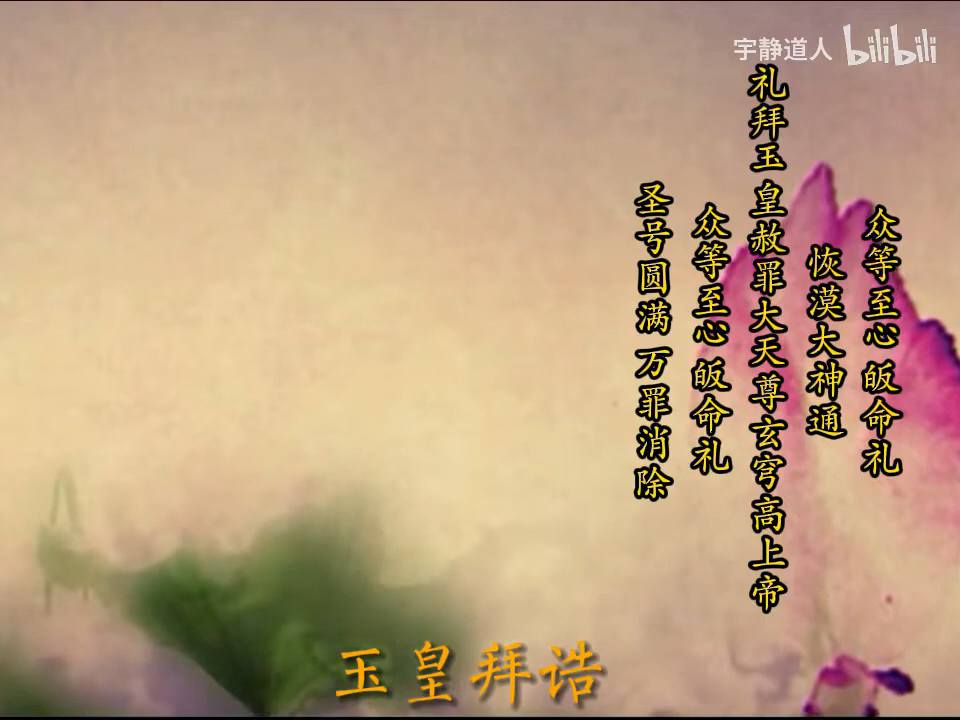 宇静道人 bilibili
众等至心 皈命礼
恢漠大神通
礼拜玉皇赦罪大天尊玄穹高上帝
众等至心 皈命礼
圣号圆满 万罪消除
玉皇拜诰